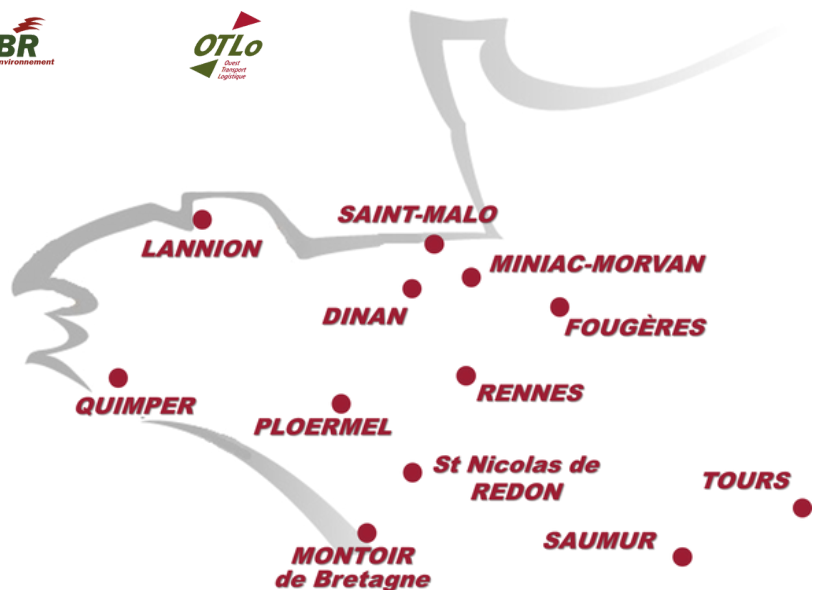 BR
environnement
OTLo
Ouest
Transport
Logistique
SAINT-MALO
LANNION
MINIAC-MORVAN
DINAN
FOUGÈRES
RENNES
QUIMPER
PLOERMEL
St Nicolas de
REDON
TOURS
SAUMUR
MONTOIR
de Bretagne